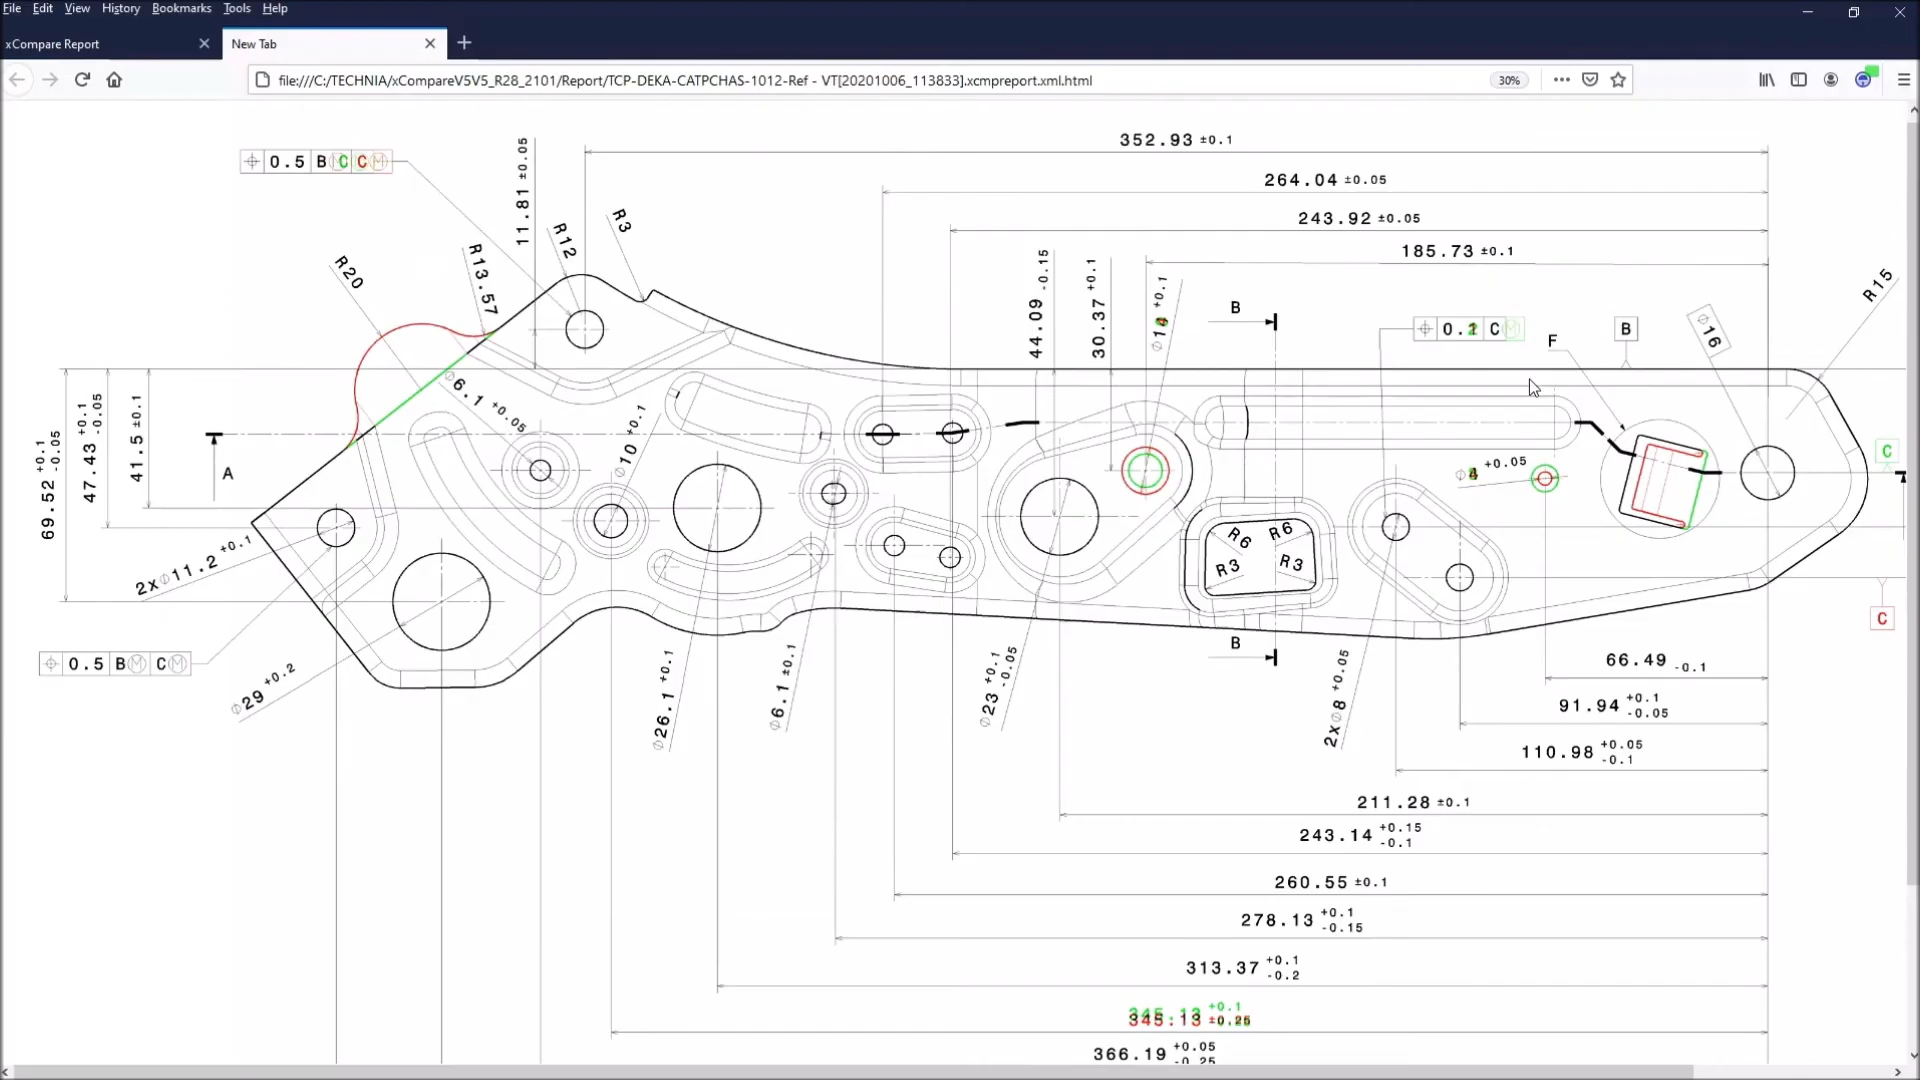 File Edit View History Bookmarks Tools Help
xCompare Report
New Tab
file:///C:/TECHNIA/xCompareV5V5_R28_2101/Report/TCP-DEKA-CATPCHAS-1012-Ref - VT[20201006_113833].xcmpreport.xml.html
30%
352.93 ±0.1
264.04 ±0.05
243.92 ±0.05
185.73 ±0.1
0.5 B Ⓜ C C Ⓜ
11.81 ±0.05
R12
R3
R13.57
R20
44.09 -0.15
30.37 +0.1
+0.1
B
C Ⓜ
F
B
⌀16
R15
69.52 +0.1 -0.05
47.43 +0.1 -0.05
41.5 ±0.1
A
⌀6.1 +0.05
⌀10 +0.1
+0.05
C
R6 R6
R3 R3
2x⌀11.2 +0.1
C
0.5 B Ⓜ C Ⓜ
⌀29 +0.2
⌀26.1 +0.1
⌀6.1 ±0.1
⌀23 +0.1 -0.05
B
2x⌀8 +0.05
66.49 -0.1
91.94 +0.1 -0.05
110.98 +0.05 -0.1
211.28 ±0.1
243.14 +0.15 -0.1
260.55 ±0.1
278.13 +0.1 -0.15
313.37 +0.1 -0.2
345.13 +0.1
345.13
366.19 +0.05 -0.25